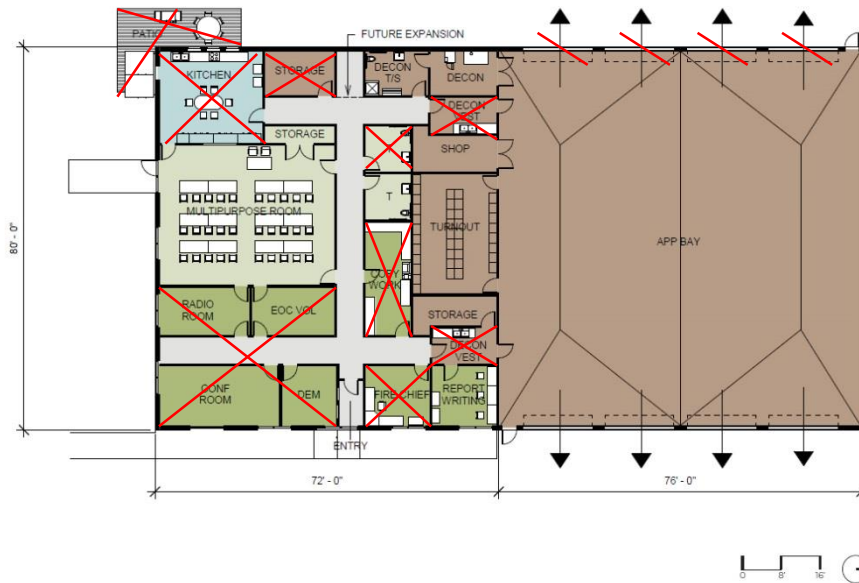 FUTURE EXPANSION
PATIO
KITCHEN
STORAGE
DECON
T/S
DECON
DECON
VEST
STORAGE
T
SHOP
T
MULTIPURPOSE ROOM
TURNOUT
APP BAY
80' - 0"
COPY
WORK
RADIO
ROOM
EOC VOL
STORAGE
DECON
VEST
CONF
ROOM
DEM
FIRE CHIEF
REPORT
WRITING
ENTRY
72' - 0"
76' - 0"
0 8' 16'